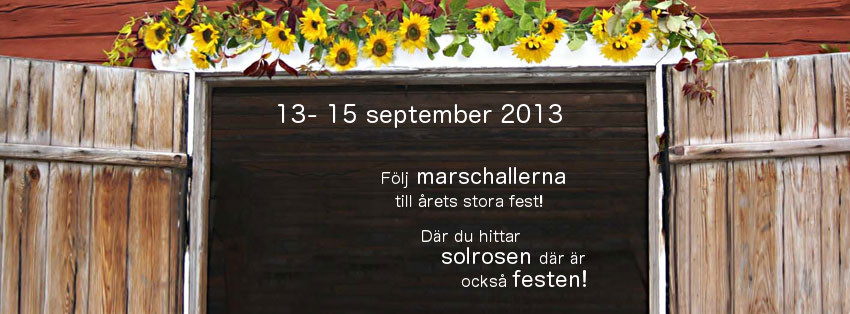 13- 15 september 2013
Följ marschallerna
till årets stora fest!
Där du hittar
solrosen där är
också festen!